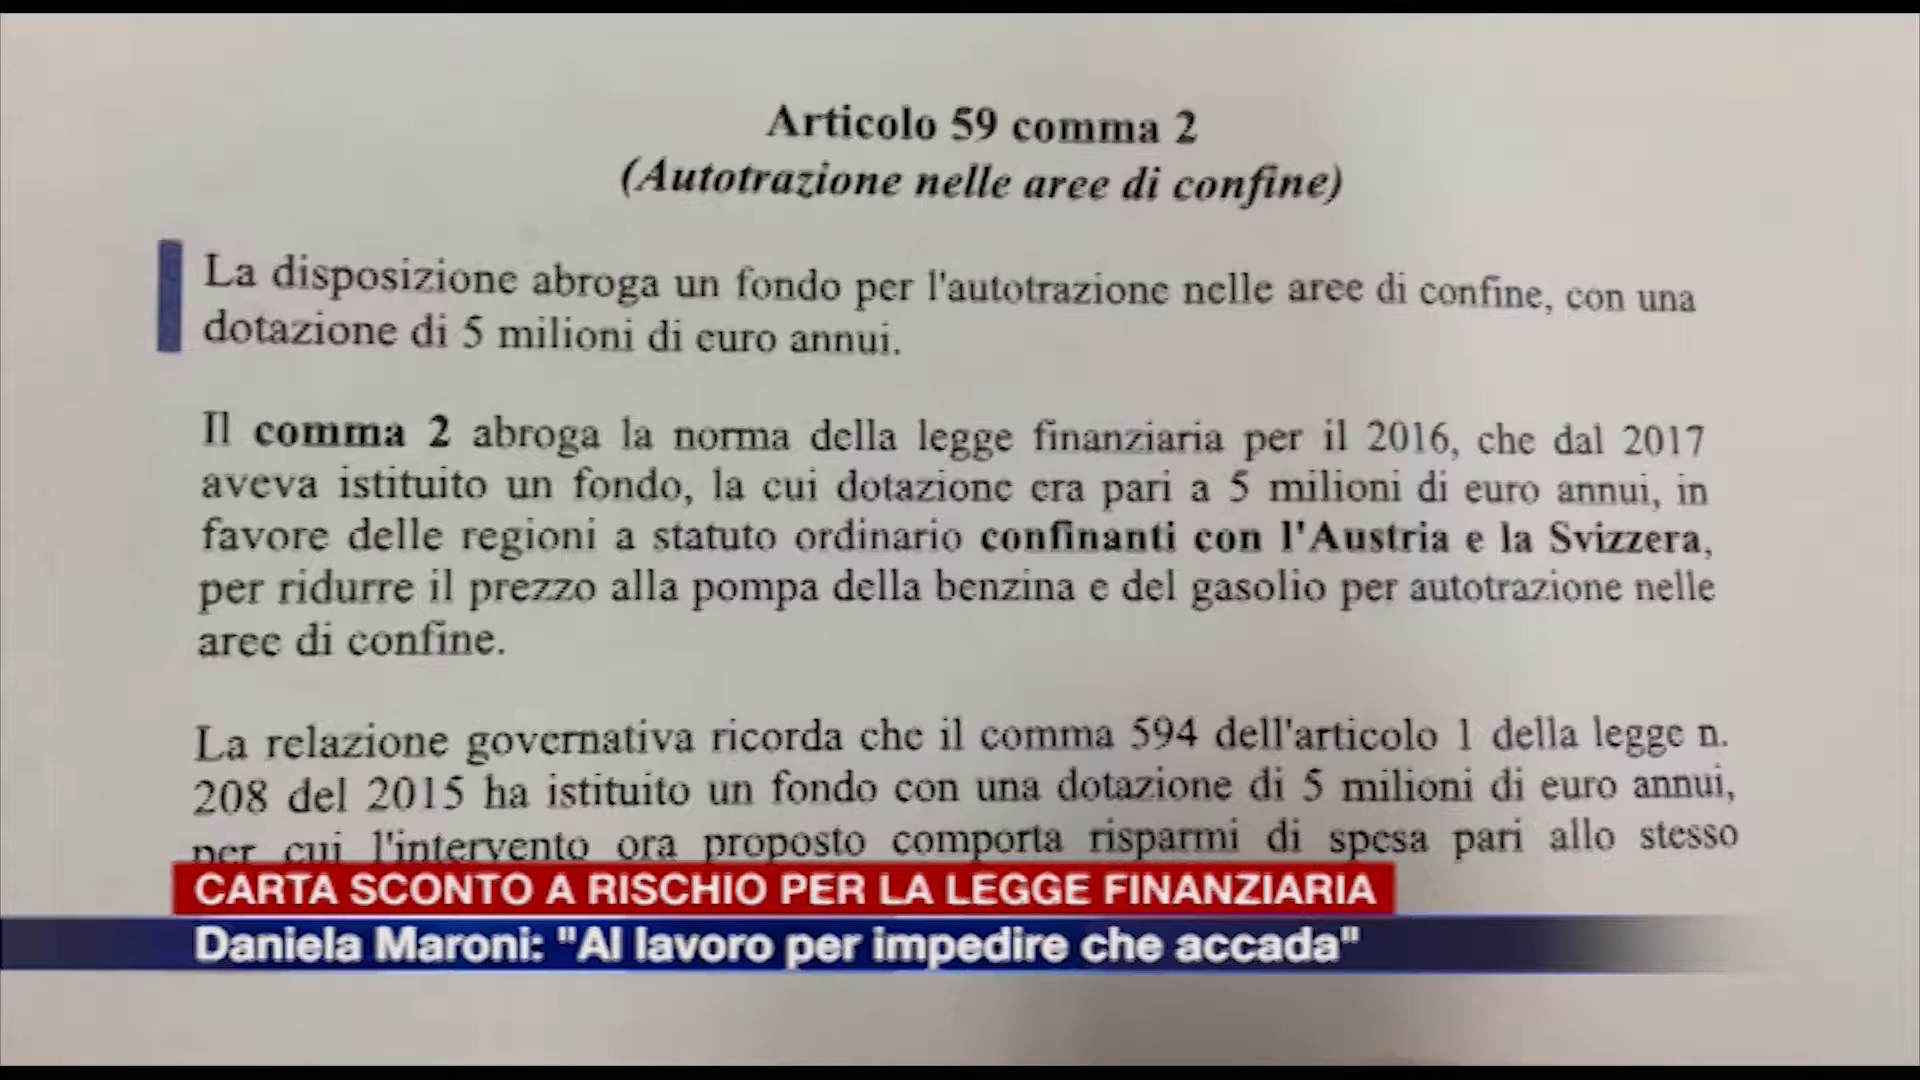 Articolo 59 comma 2
(Autotrazione nelle aree di confine)
La disposizione abroga un fondo per l'autotrazione nelle aree di confine, con una
dotazione di 5 milioni di euro annui.
Il comma 2 abroga la norma della legge finanziaria per il 2016, che dal 2017
aveva istituito un fondo, la cui dotazione era pari a 5 milioni di euro annui, in
favore delle regioni a statuto ordinario confinanti con l'Austria e la Svizzera,
per ridurre il prezzo alla pompa della benzina e del gasolio per autotrazione nelle
aree di confine.
La relazione governativa ricorda che il comma 594 dell'articolo 1 della legge n.
208 del 2015 ha istituito un fondo con una dotazione di 5 milioni di euro annui,
per cui l'intervento ora proposto comporta risparmi di spesa pari allo stesso
CARTA SCONTO A RISCHIO PER LA LEGGE FINANZIARIA
Daniela Maroni: "Al lavoro per impedire che accada"